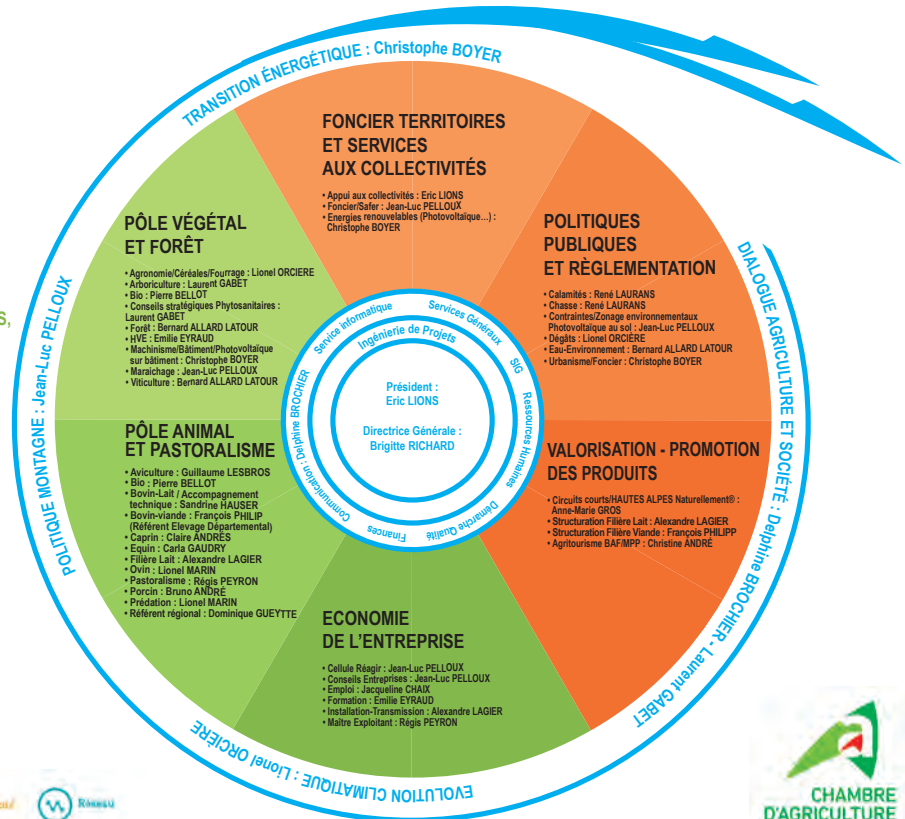 TRANSITION ÉNERGÉTIQUE : Christophe BOYER
FONCIER TERRITOIRES
ET SERVICES
AUX COLLECTIVITÉS
• Appui aux collectivités : Eric LIONS
• Foncier/Safer : Jean-Luc PELLOUX
• Energies renouvelables (Photovoltaïque…) :
Christophe BOYER
POLITIQUES
PUBLIQUES
ET RÈGLEMENTATION
• Calamités : René LAURANS
• Chasse : René LAURANS
• Contraintes/Zonage environnementaux
Photovoltaïque au sol : Jean-Luc PELLOUX
• Dégâts : Lionel ORCIÈRE
• Eau-Environnement : Bernard ALLARD LATOUR
• Urbanisme/Foncier : Christophe BOYER
DIALOGUE AGRICULTURE ET SOCIÉTÉ : Delphine BROCHIER - Laurent GABET
VALORISATION - PROMOTION
DES PRODUITS
• Circuits courts/HAUTES ALPES Naturellement® :
Anne-Marie GROS
• Structuration Filière Lait : Alexandre LAGIER
• Structuration Filière Viande : François PHILIPP
• Agritourisme BAF/MPP : Christine ANDRÉ
ECONOMIE
DE L'ENTREPRISE
• Cellule Réagir : Jean-Luc PELLOUX
• Conseils Entreprises : Jean-Luc PELLOUX
• Emploi : Jacqueline CHAIX
• Formation : Emilie EYRAUD
• Installation-Transmission : Alexandre LAGIER
• Maître Exploitant : Régis PEYRON
EVOLUTION CLIMATIQUE : Lionel ORCIÈRE
PÔLE ANIMAL
ET PASTORALISME
• Aviculture : Guillaume LESBROS
• Bio : Pierre BELLOT
• Bovin-Lait / Accompagnement
technique : Sandrine HAUSER
• Bovin-viande : François PHILIP
(Référent Elevage Départemental)
• Caprin : Claire ANDRÈS
• Equin : Carla GAUDRY
• Filière Lait : Alexandre LAGIER
• Ovin : Lionel MARIN
• Pastoralisme : Régis PEYRON
• Porcin : Bruno ANDRÉ
• Prédation : Lionel MARIN
• Référent régional : Dominique GUEYTTE
POLITIQUE MONTAGNE : Jean-Luc PELLOUX
PÔLE VÉGÉTAL
ET FORÊT
• Agronomie/Céréales/Fourrage : Lionel ORCIERE
• Arboriculture : Laurent GABET
• Bio : Pierre BELLOT
• Conseils stratégiques Phytosanitaires :
Laurent GABET
• Forêt : Bernard ALLARD LATOUR
• HVE : Emilie EYRAUD
• Machinisme/Bâtiment/Photovoltaïque
sur bâtiment : Christophe BOYER
• Maraichage : Jean-Luc PELLOUX
• Viticulture : Bernard ALLARD LATOUR
S,
Service informatique
Services Généraux
SIG
Ressources Humaines
Démarche Qualité
Finances
Communication : Delphine BROCHIER
Ingénierie de Projets
Président :
Eric LIONS
Directrice Générale :
Brigitte RICHARD
Réseau
CHAMBRE
D'AGRICULTURE